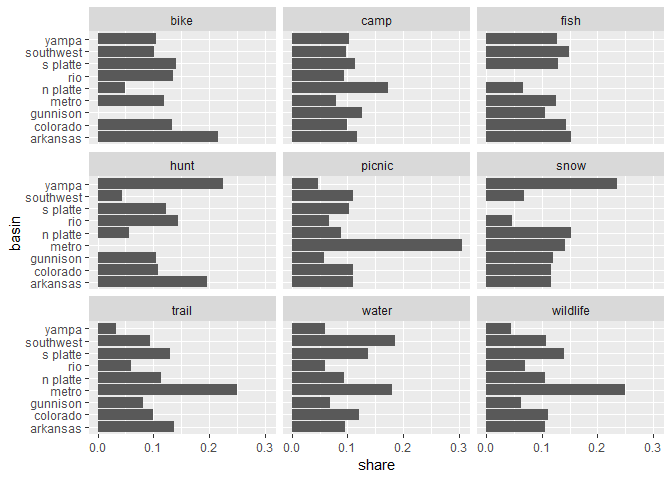 bike camp fish
yampa
southwest
s platte
rio
n platte
metro
gunnison
colorado
arkansas
hunt picnic snow
yampa
southwest
s platte
rio
n platte
metro
gunnison
colorado
arkansas
trail water wildlife
yampa
southwest
s platte
rio
n platte
metro
gunnison
colorado
arkansas
0.0 0.1 0.2 0.3 0.0 0.1 0.2 0.3 0.0 0.1 0.2 0.3
share
basin